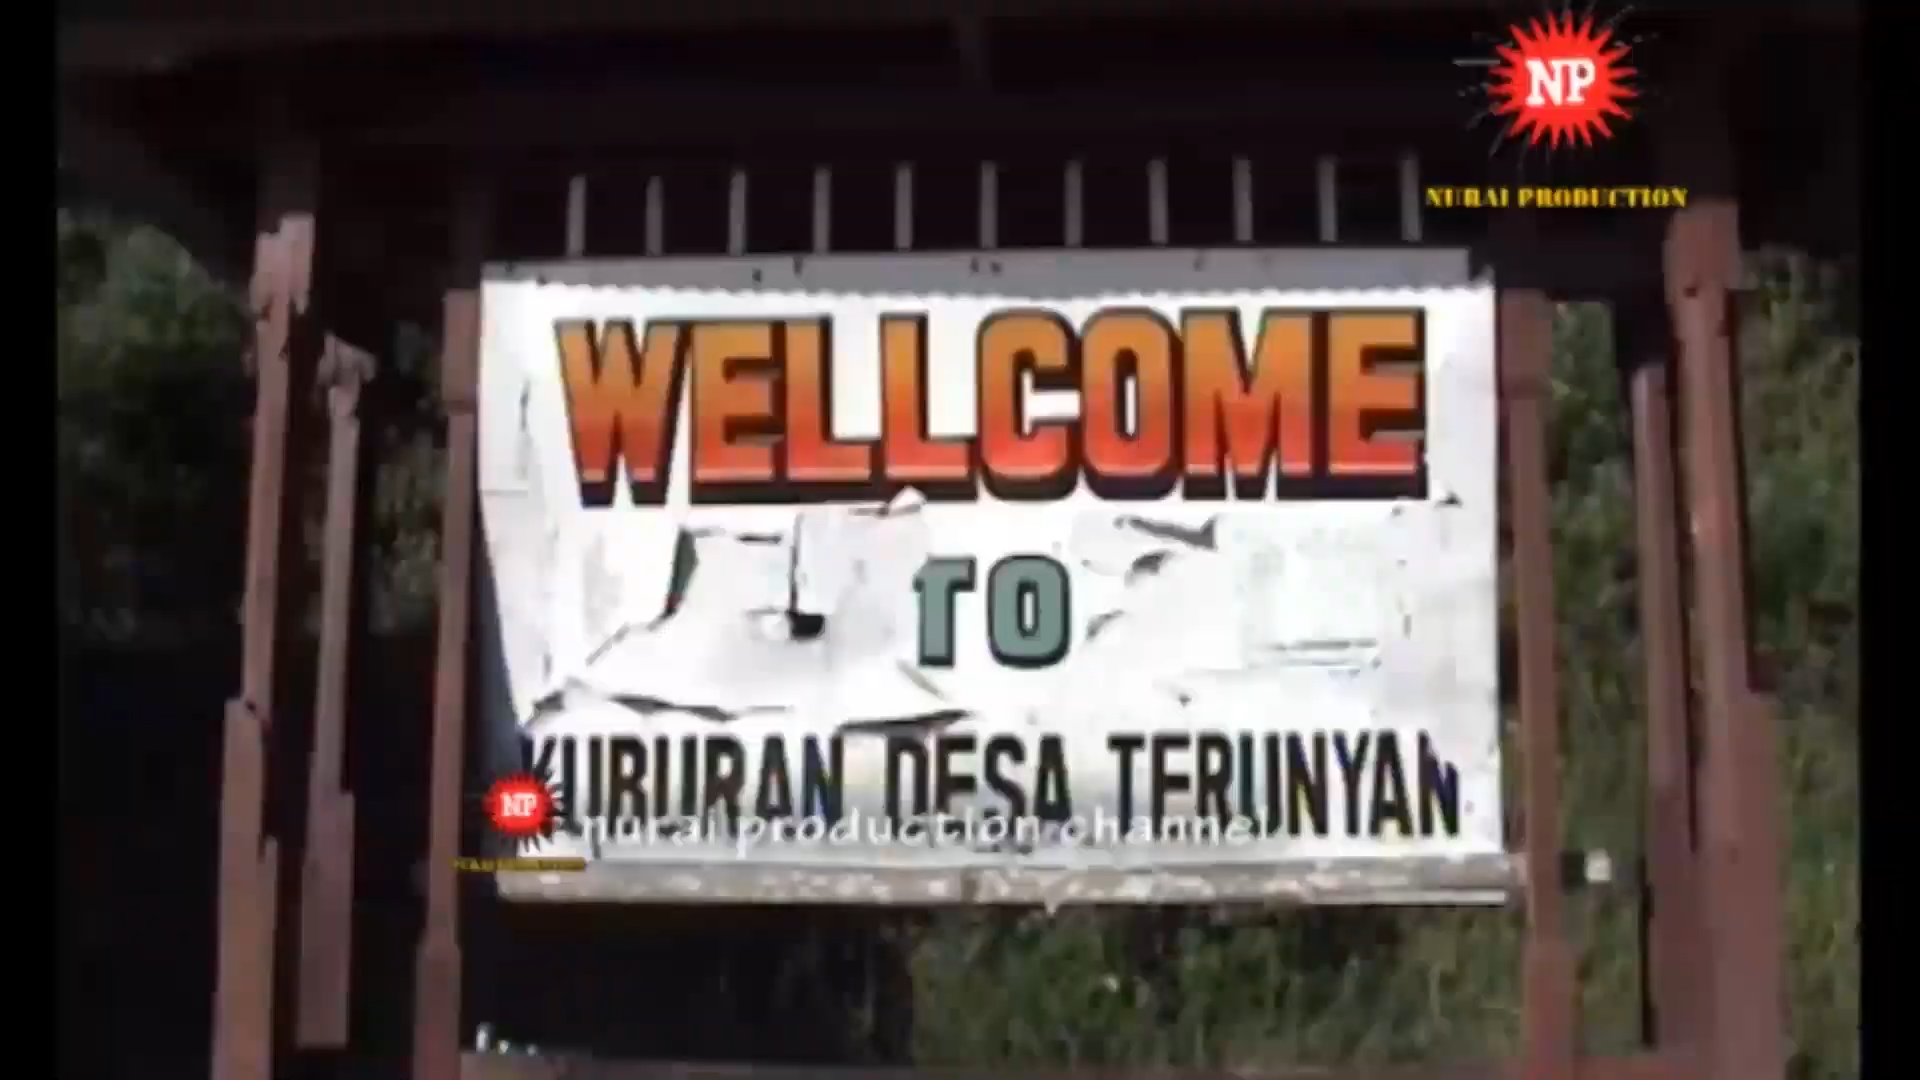 NP
NURAI PRODUCTION
WELLCOME
TO
KUBURAN DESA TERUNYAN
NP
nurai production channel